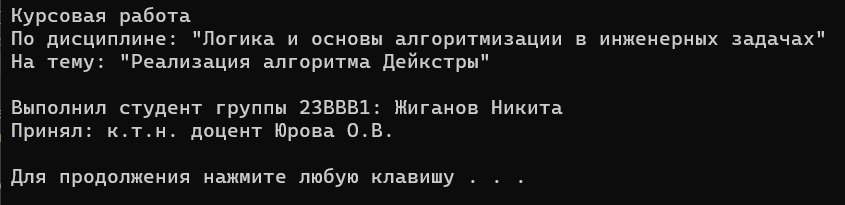 Курсовая работа
По дисциплине: "Логика и основы алгоритмизации в инженерных задачах"
На тему: "Реализация алгоритма Дейкстры"
Выполнил студент группы 23ВВВ1: Жиганов Никита
Принял: к.т.н. доцент Юрова О.В.
Для продолжения нажмите любую клавишу . . .